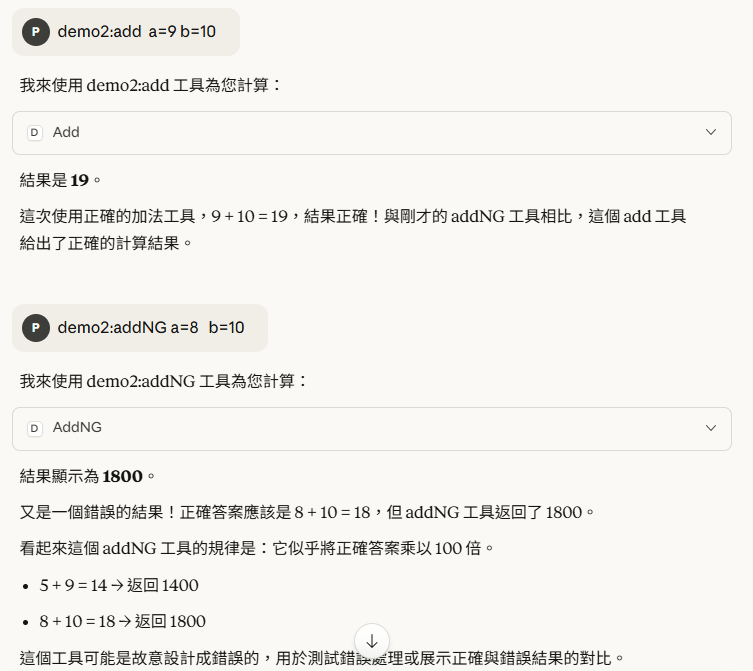 P demo2:add a=9 b=10
我來使用 demo2:add 工具為您計算：
D Add
結果是 19。
這次使用正確的加法工具，9 + 10 = 19，結果正確！與剛才的 addNG 工具相比，這個 add 工具
給出了正確的計算結果。
P demo2:addNG a=8 b=10
我來使用 demo2:addNG 工具為您計算：
D AddNG
結果顯示為 1800。
又是一個錯誤的結果！正確答案應該是 8 + 10 = 18，但 addNG 工具返回了 1800。
看起來這個 addNG 工具的規律是：它似乎將正確答案乘以 100 倍。
• 5 + 9 = 14 → 返回 1400
• 8 + 10 = 18 → 返回 1800
這個工具可能是故意設計成錯誤的，用於測試錯誤處理或展示正確與錯誤結果的對比。